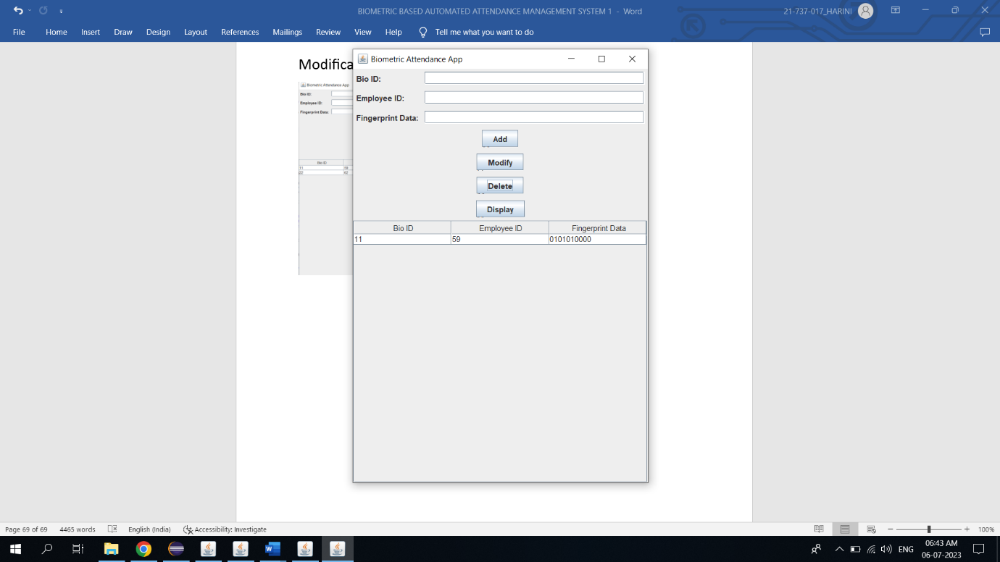 BIOMETRIC BASED AUTOMATED ATTENDANCE MANAGEMENT SYSTEM 1 - Word
21-737-017_HARINI
File Home Insert Draw Design Layout References Mailings Review View Help Tell me what you want to do
Modifica
Biometric Attendance App
Bio ID:
Employee ID:
Fingerprint Data:
Bio ID
11 59
22 62
Biometric Attendance App
Bio ID:
Employee ID:
Fingerprint Data:
Add
Modify
Delete
Display
Bio ID Employee ID Fingerprint Data
11 59 0101010000
Page 69 of 69 4465 words English (India) Accessibility: Investigate 100%
ENG
06:43 AM
06-07-2023